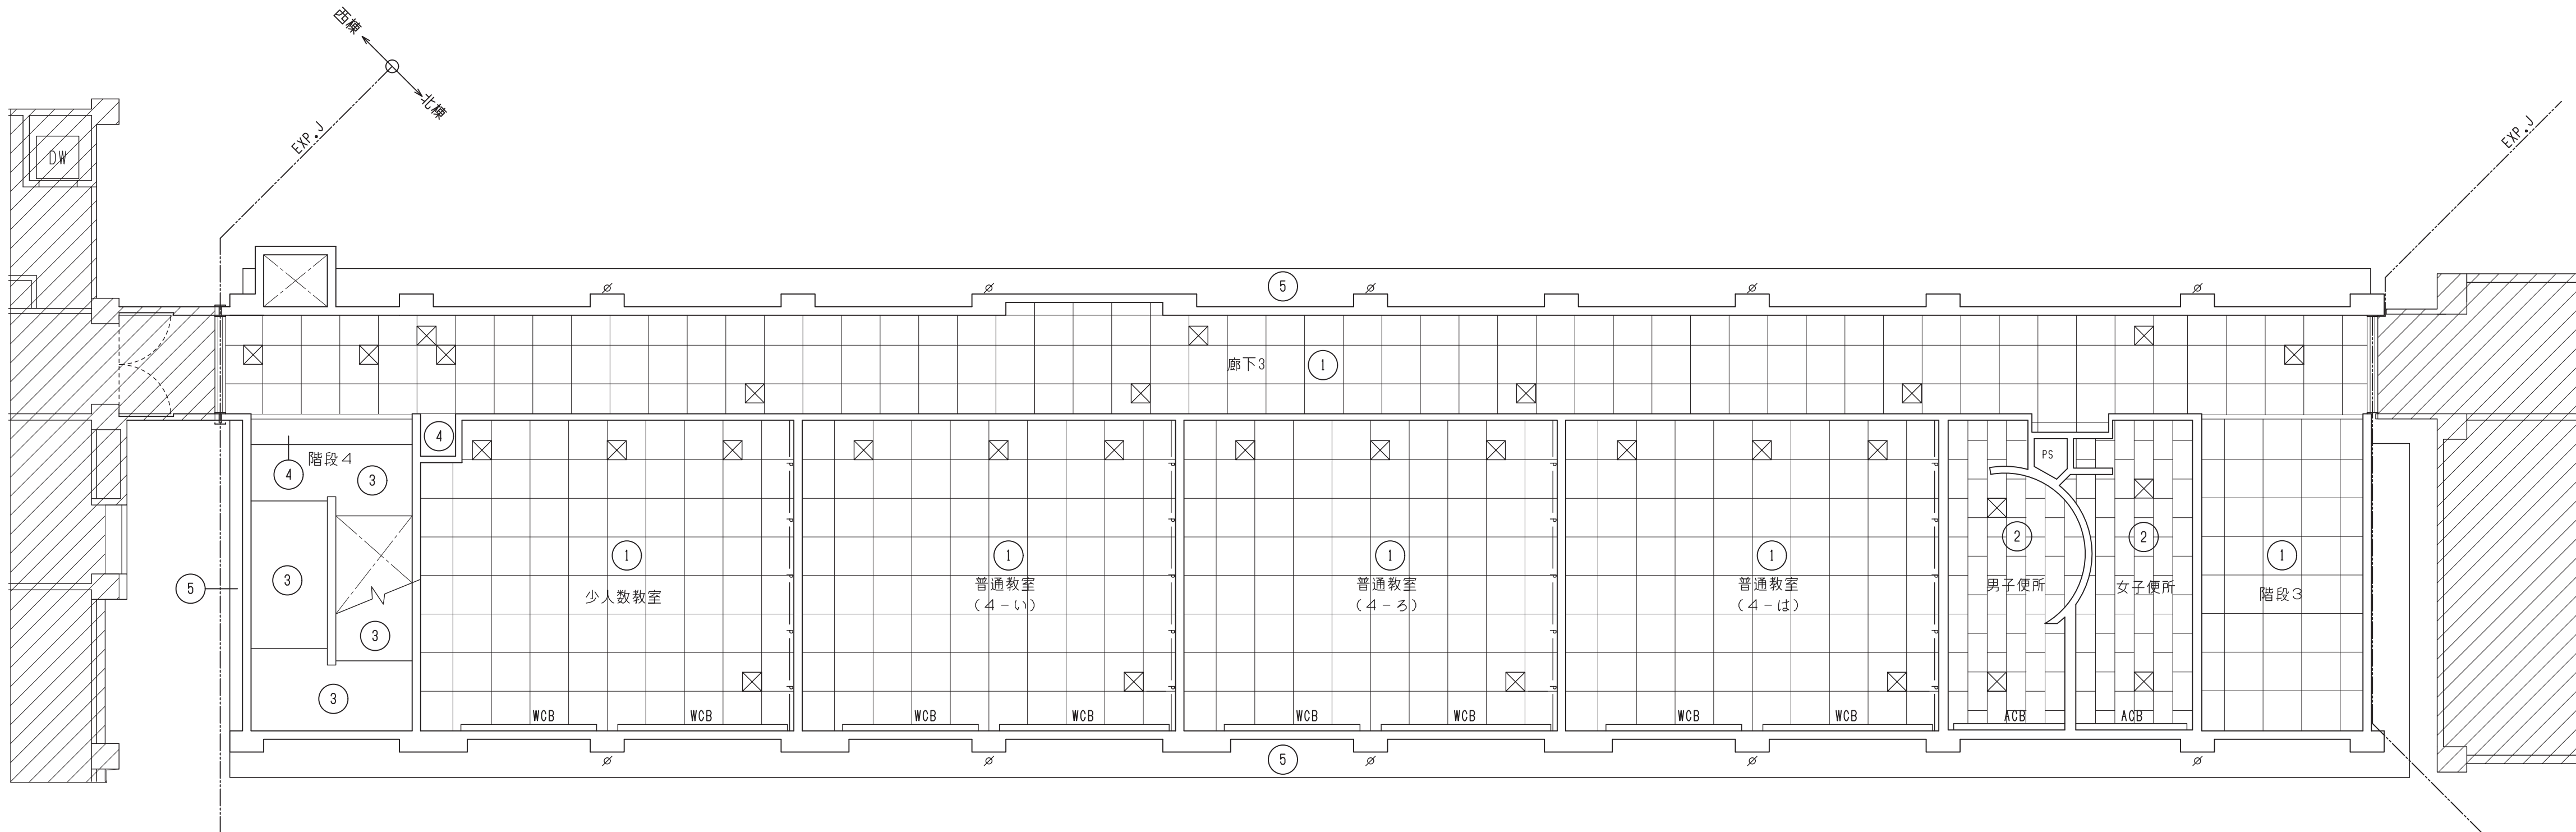 西棟
北棟
EXP.J
EXP.J
DW
5
廊下3
1
4
4
階段4
3
3
3
3
5
1
少人数教室
1
普通教室
(4-い)
1
普通教室
(4-ろ)
1
普通教室
(4-は)
PS
2
男子便所
2
女子便所
1
階段3
WCB
WCB
WCB
WCB
WCB
WCB
WCB
WCB
ACB
ACB
5